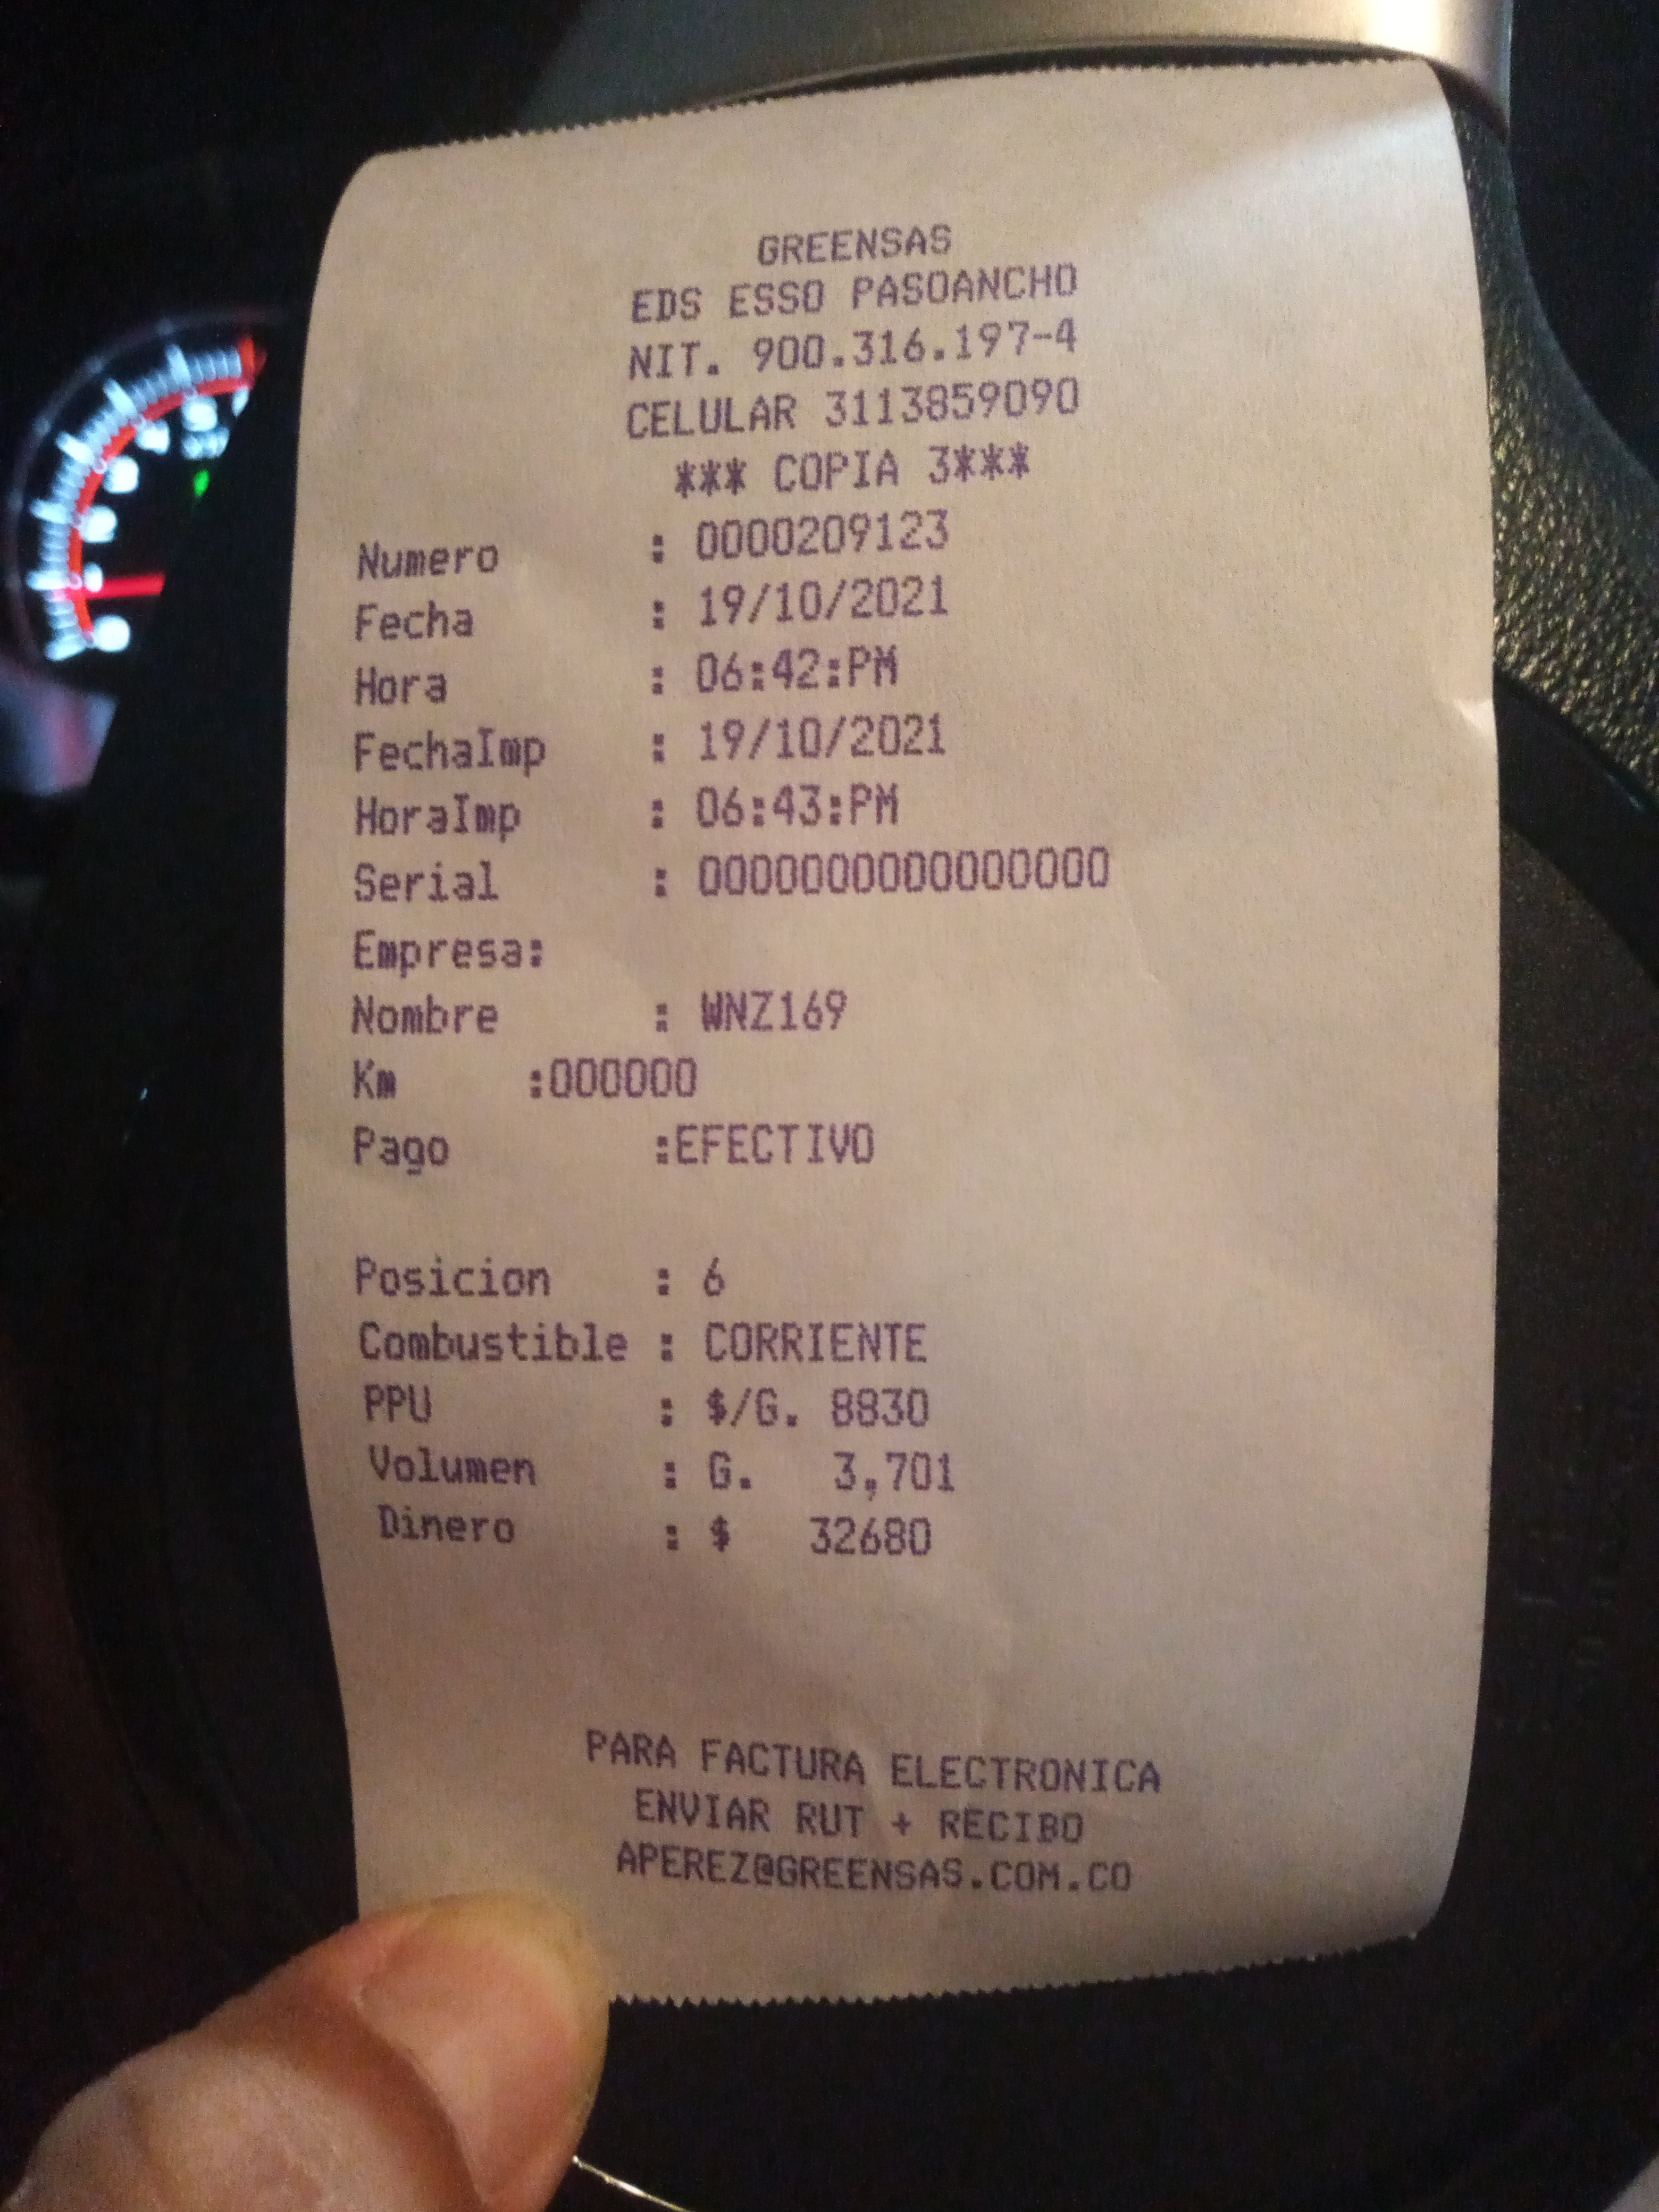 GREENSAS
EDS ESSO PASOANCHO
NIT. 900.316.197-4
CELULAR 3113859090
*** COPIA 3***
Numero : 0000209123
Fecha : 19/10/2021
Hora : 06:42:PM
FechaImp : 19/10/2021
HoraImp : 06:43:PM
Serial : 0000000000000000
Empresa:
Nombre : WNZ169
Km :000000
Pago :EFECTIVO
Posicion : 6
Combustible : CORRIENTE
PPU : $/G. 8830
Volumen : G. 3,701
Dinero : $ 32680
PARA FACTURA ELECTRONICA
ENVIAR RUT + RECIBO
APEREZ@GREENSAS.COM.CO